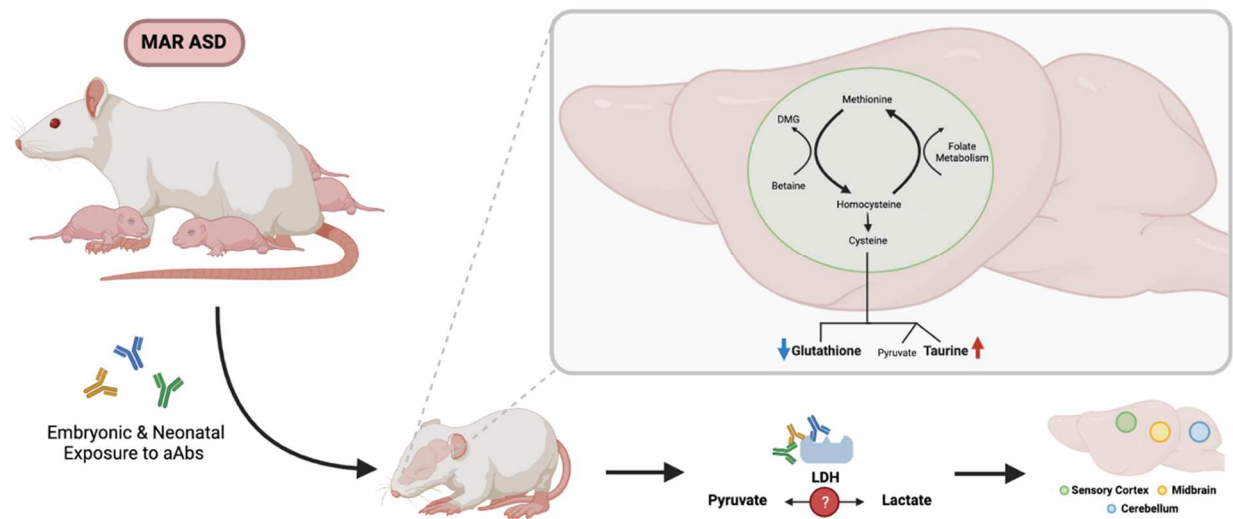 MAR ASD
Methionine
DMG
Folate
Metabolism
Betaine
Homocysteine
Cysteine
Glutathione
Pyruvate
Taurine
Embryonic & Neonatal
Exposure to aAbs
LDH
Pyruvate
?
Lactate
Sensory Cortex
Midbrain
Cerebellum